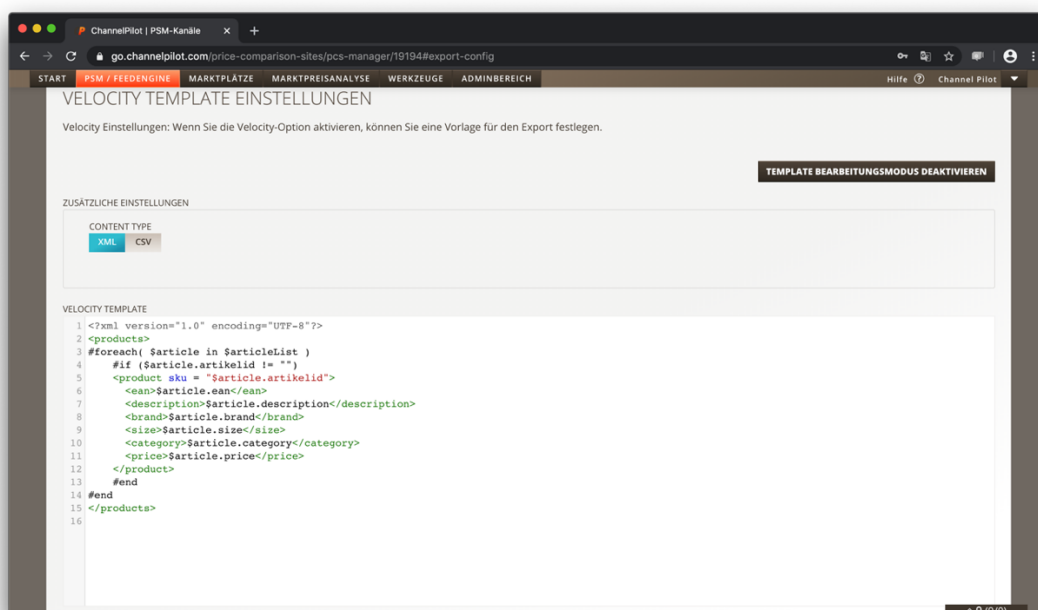 ChannelPilot | PSM-Kanäle
go.channelpilot.com/price-comparison-sites/pcs-manager/19194#export-config
START PSM / FEEDENGINE MARKTPLÄTZE MARKTPREISANALYSE WERKZEUGE ADMINBEREICH Hilfe ? Channel Pilot
VELOCITY TEMPLATE EINSTELLUNGEN
Velocity Einstellungen: Wenn Sie die Velocity-Option aktivieren, können Sie eine Vorlage für den Export festlegen.
TEMPLATE BEARBEITUNGSMODUS DEAKTIVIEREN
ZUSÄTZLICHE EINSTELLUNGEN
CONTENT TYPE
XML CSV
VELOCITY TEMPLATE
1 <?xml version="1.0" encoding="UTF-8"?>
2 <products>
3 #foreach( $article in $articleList )
4 #if ($article.artikelid != "")
5 <product sku = "$article.artikelid">
6 <ean>$article.ean</ean>
7 <description>$article.description</description>
8 <brand>$article.brand</brand>
9 <size>$article.size</size>
10 <category>$article.category</category>
11 <price>$article.price</price>
12 </product>
13 #end
14 #end
15 </products>
16